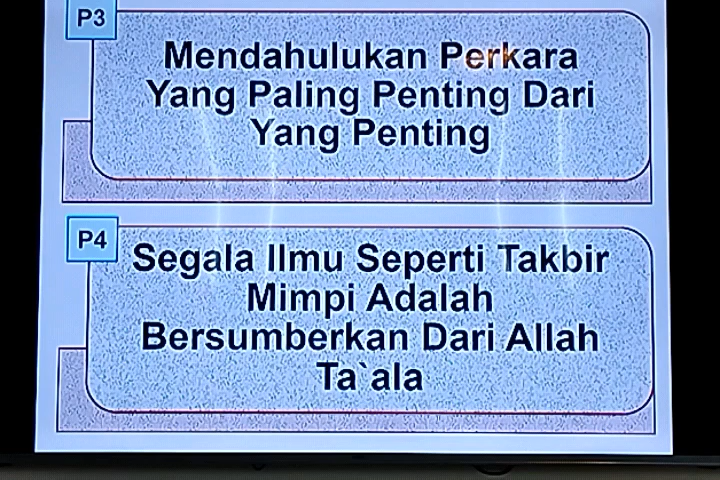 P3
Mendahulukan Perkara
Yang Paling Penting Dari
Yang Penting
P4
Segala Ilmu Seperti Takbir
Mimpi Adalah
Bersumberkan Dari Allah
Ta`ala